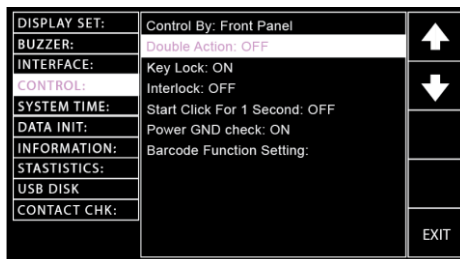 DISPLAY SET:
BUZZER:
INTERFACE:
CONTROL:
SYSTEM TIME:
DATA INIT:
INFORMATION:
STASTISTICS:
USB DISK
CONTACT CHK:
Control By: Front Panel
Double Action: OFF
Key Lock: ON
Interlock: OFF
Start Click For 1 Second: OFF
Power GND check: ON
Barcode Function Setting:
EXIT